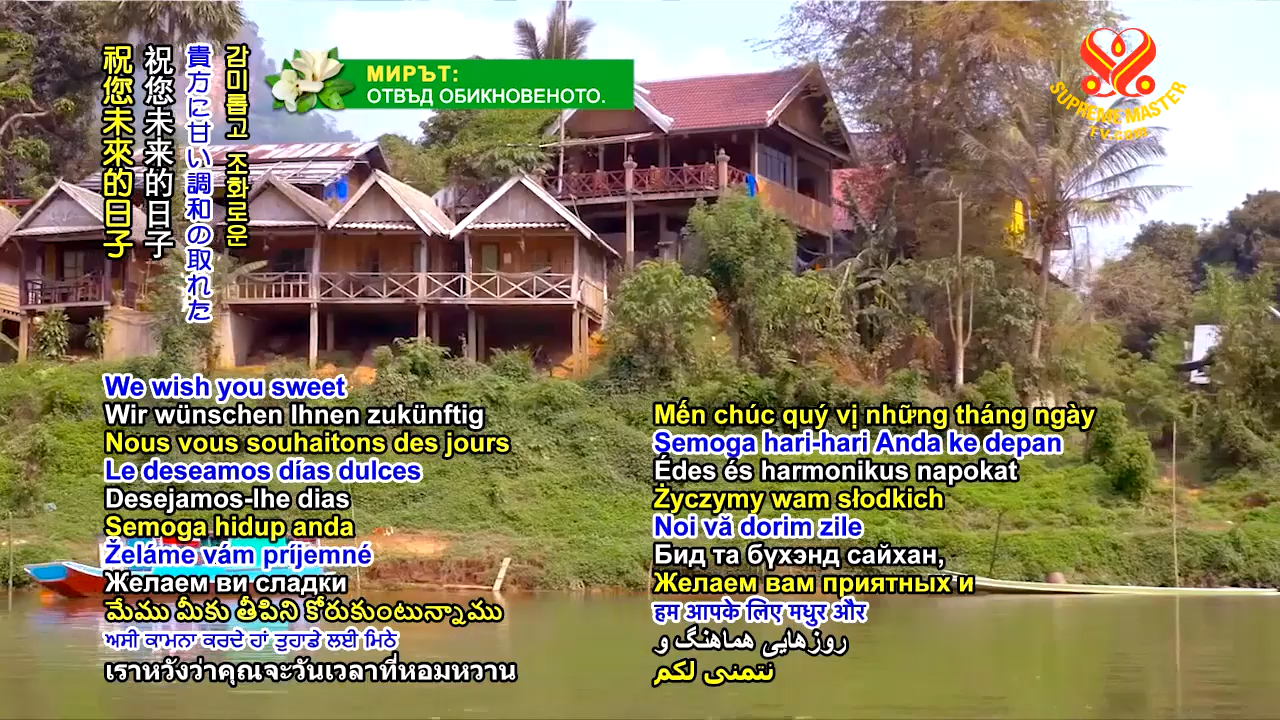 祝您未來的日子
祝您未来的日子
貴方に甘い調和の取れた
감미롭고 조화로운
МИРЪТ:
ОТВЪД ОБИКНОВЕНОТО.
SUPREME MASTER
TV.com
We wish you sweet
Wir wünschen Ihnen zukünftig
Nous vous souhaitons des jours
Le deseamos días dulces
Desejamos-lhe dias
Semoga hidup anda
Želáme vám príjemné
Желаем ви сладки
మేము మీకు తీపిని కోరుకుంటున్నాము
ਅਸੀ ਕਾਮਨਾ ਕਰਦੇ ਹਾਂ ਤੁਹਾਡੇ ਲਈ ਮਿਠੇ
เราหวังว่าคุณจะวันเวลาที่หอมหวาน
Mến chúc quý vị những tháng ngày
Semoga hari-hari Anda ke depan
Édes és harmonikus napokat
Życzymy wam słodkich
Noi vă dorim zile
Бид та бүхэнд сайхан,
Желаем вам приятных и
हम आपके लिए मधुर और
روزهایی هماهنگ و
نتمنى لكم